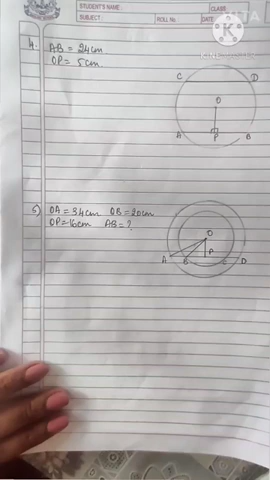 STUDENT'S NAME :
CLASS :
SUBJECT :
ROLL No.
DATE
KINEMASTER
4. AB = 24cm
OP = 5cm
C D
O
A P B
5) OA = 34cm OB = 20cm
OP = 16cm AB = ?
O
P
A B C D